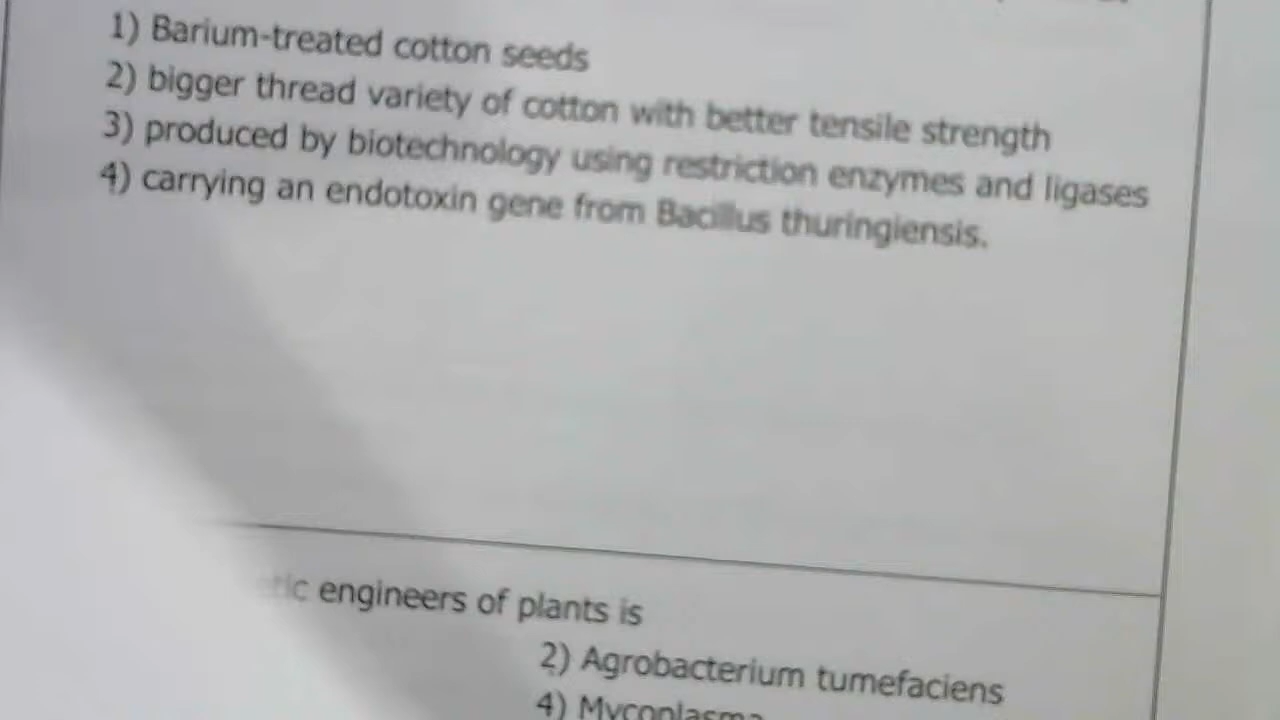 1) Barium-treated cotton seeds
2) bigger thread variety of cotton with better tensile strength
3) produced by biotechnology using restriction enzymes and ligases
4) carrying an endotoxin gene from Bacillus thuringiensis.
engineers of plants is
2) Agrobacterium tumefaciens
4) Mycoplasma